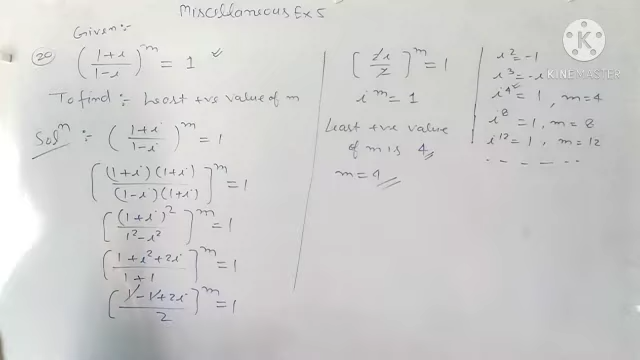 Miscellaneous Ex 5
Given :-
(20) ((1+i)/(1-i))^m = 1
To find :- Least +ve value of m
Solⁿ :- ((1+i)/(1-i))^m = 1
[((1+i)(1+i))/((1-i)(1+i))]^m = 1
[(1+i)²/(1²-i²)]^m = 1
[(1+i²+2i)/(1+1)]^m = 1
[(1-1+2i)/2]^m = 1
[2i/2]^m = 1
i^m = 1
Least +ve value
of m is 4
m = 4
i² = -1
i³ = -i
i⁴ = 1, m = 4
i⁸ = 1, m = 8
i¹² = 1, m = 12
. . - - - . .
KINEMASTER